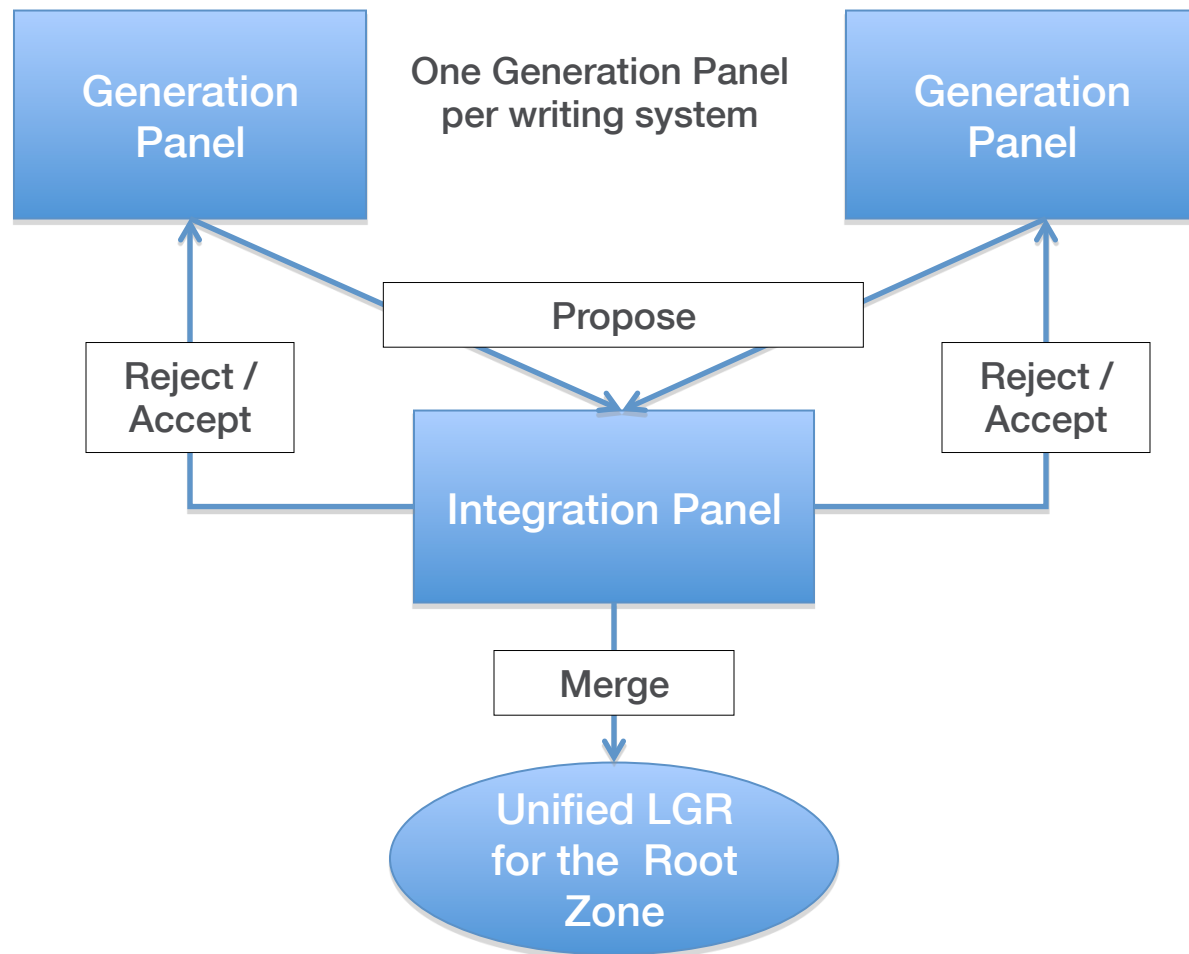 Generation
Panel
One Generation Panel
per writing system
Generation
Panel
Propose
Reject /
Accept
Reject /
Accept
Integration Panel
Merge
Unified LGR
for the Root
Zone